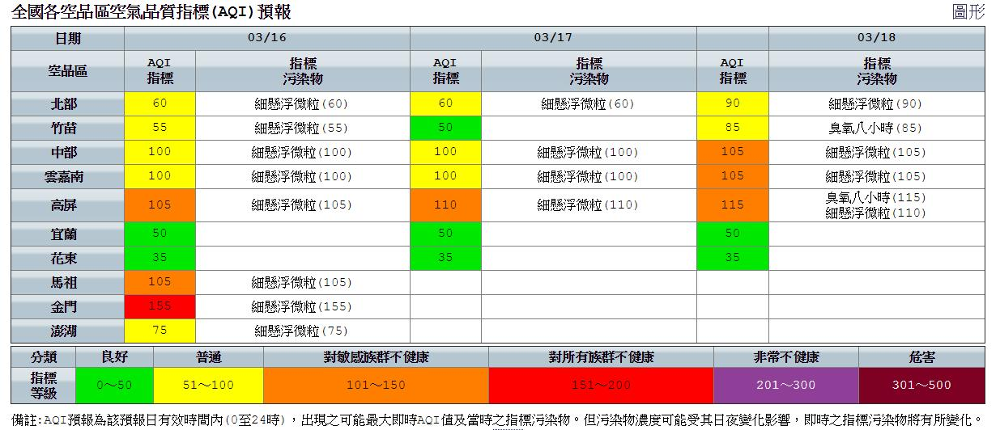 全國各空品區空氣品質指標(AQI)預報 圖形
日期 03/16 03/17 03/18
空品區 AQI 指標 指標 污染物 AQI 指標 指標 污染物 AQI 指標 指標 污染物
北部 60 細懸浮微粒(60) 60 細懸浮微粒(60) 90 細懸浮微粒(90)
竹苗 55 細懸浮微粒(55) 50 85 臭氧八小時(85)
中部 100 細懸浮微粒(100) 100 細懸浮微粒(100) 105 細懸浮微粒(105)
雲嘉南 100 細懸浮微粒(100) 100 細懸浮微粒(100) 105 細懸浮微粒(105)
高屏 105 細懸浮微粒(105) 110 細懸浮微粒(110) 115 臭氧八小時(115)
細懸浮微粒(110)
宜蘭 50 50 50
花東 35 35 35
馬祖 105 細懸浮微粒(105)
金門 155 細懸浮微粒(155)
澎湖 75 細懸浮微粒(75)
分類 良好 普通 對敏感族群不健康 對所有族群不健康 非常不健康 危害
指標 等級 0～50 51～100 101～150 151～200 201～300 301～500
備註:AQI預報為該預報日有效時間內(0至24時)，出現之可能最大即時AQI值及當時之指標污染物。但污染物濃度可能受其日夜變化影響，即時之指標污染物將有所變化。